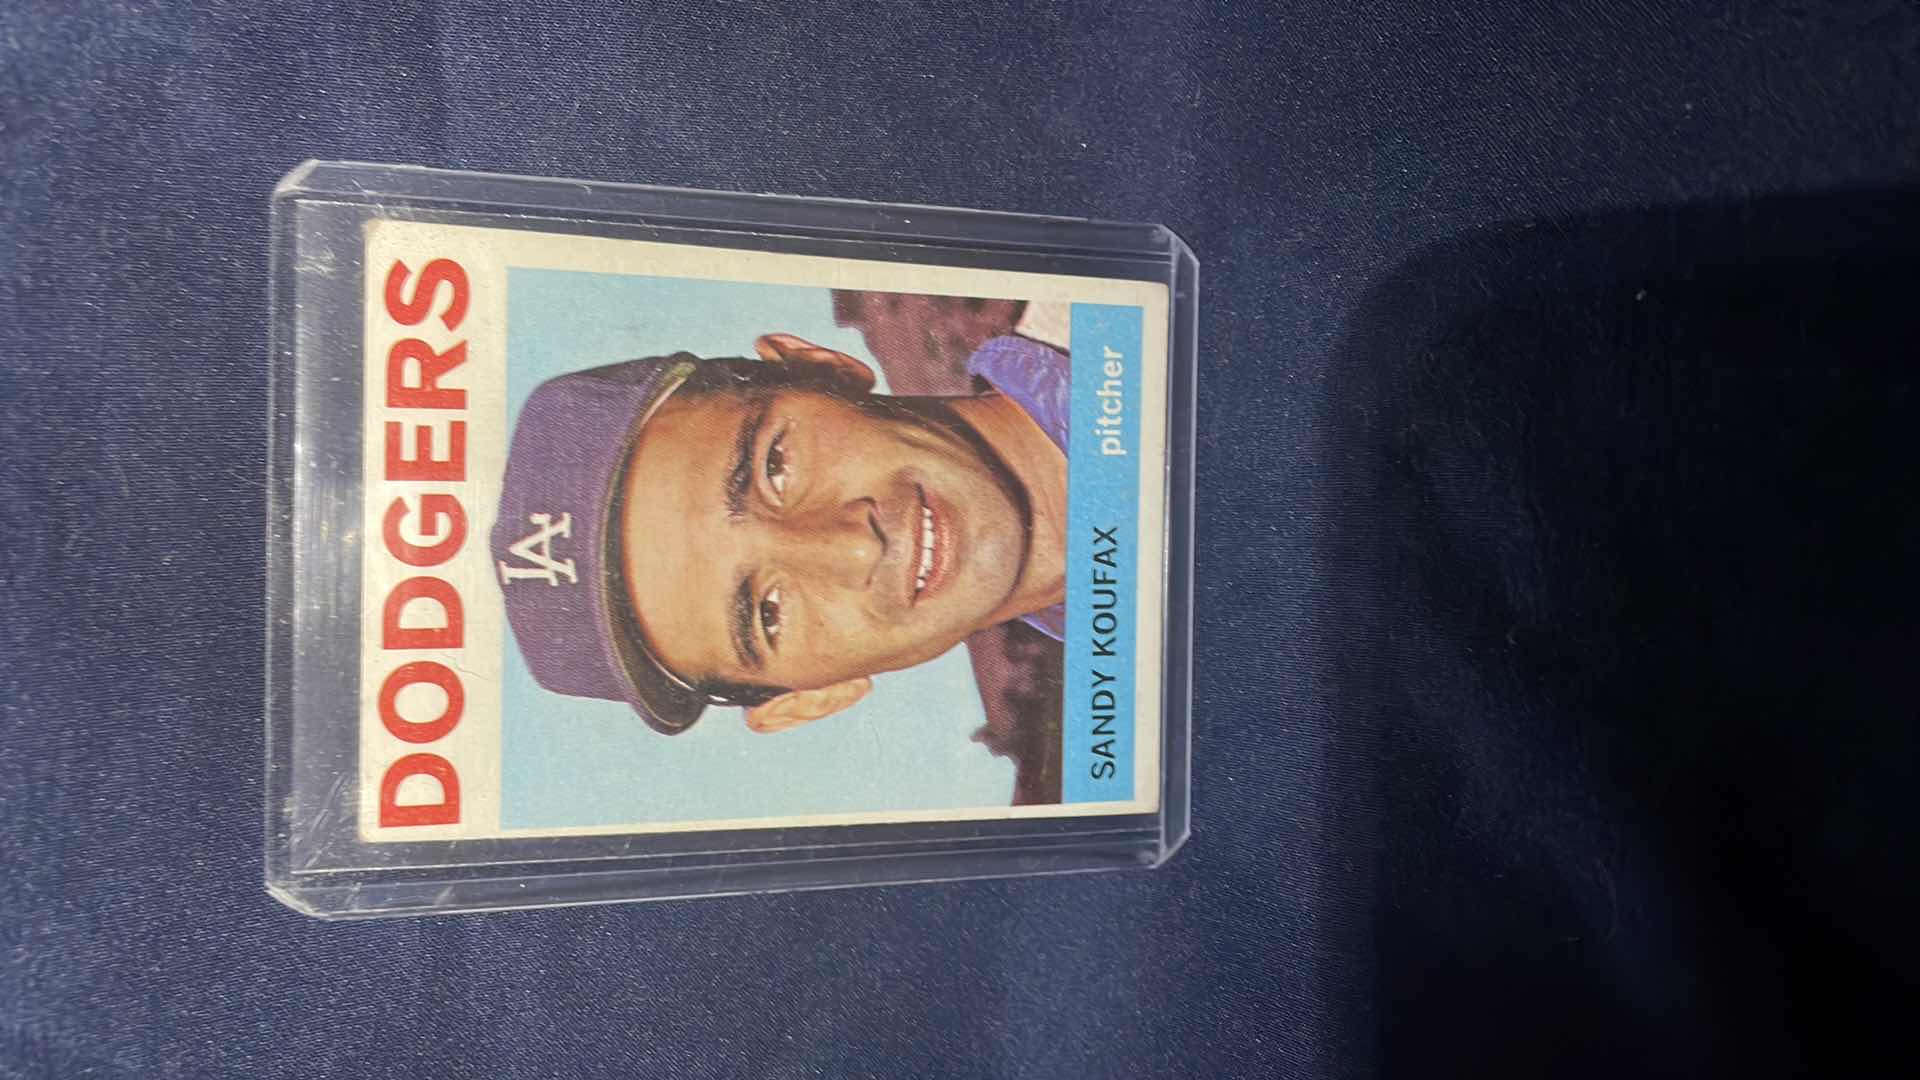 DODGERS
LA
SANDY KOUFAX pitcher